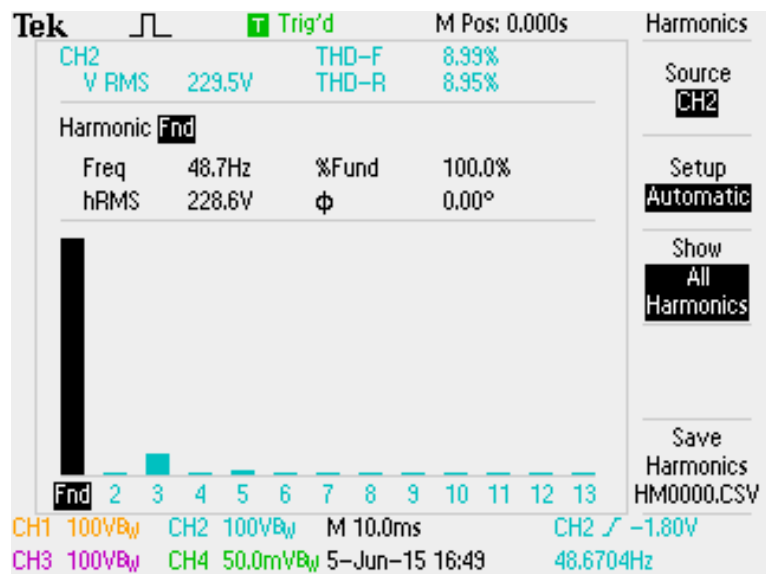 Tek T Trig'd M Pos: 0.000s Harmonics
CH2 THD-F 8.99%
V RMS 229.5V THD-R 8.95%
Source
CH2
Harmonic Fnd
Freq 48.7Hz %Fund 100.0%
hRMS 228.6V ϕ 0.00°
Setup
Automatic
Show
All
Harmonics
Save
Harmonics
HM0000.CSV
Fnd 2 3 4 5 6 7 8 9 10 11 12 13
CH1 100VBW CH2 100VBW M 10.0ms CH2 -1.80V
CH3 100VBW CH4 50.0mVBW 5-Jun-15 16:49 48.6704Hz